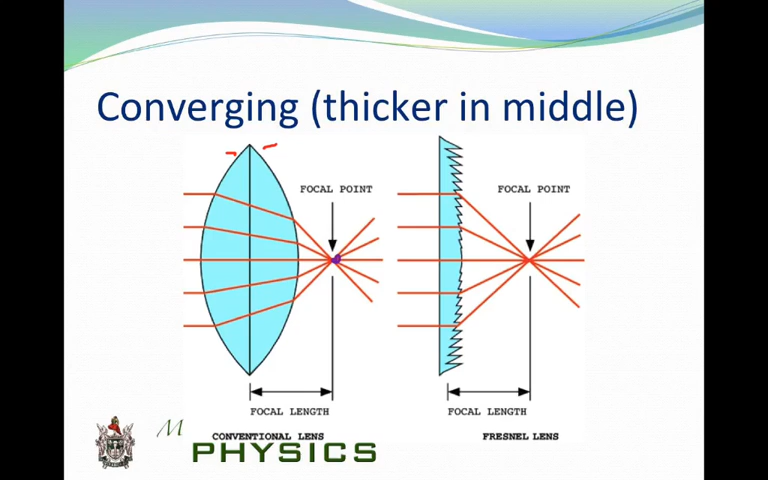 Converging (thicker in middle)
FOCAL POINT
FOCAL POINT
FOCAL LENGTH
FOCAL LENGTH
CONVENTIONAL LENS
FRESNEL LENS
M
PHYSICS